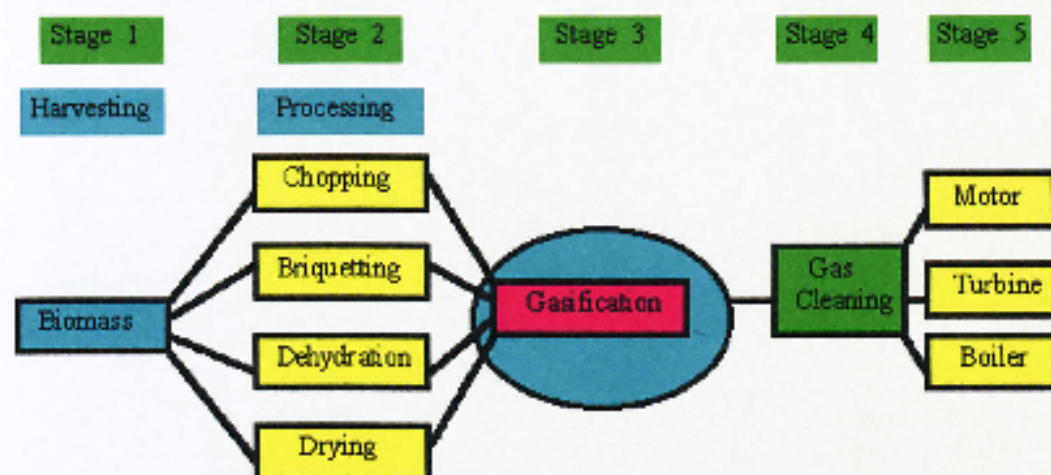 Stage 1
Stage 2
Stage 3
Stage 4
Stage 5
Harvesting
Processing
Chopping
Briquetting
Biomass
Dehydration
Drying
Gasification
Gas
Cleaning
Motor
Turbine
Boiler